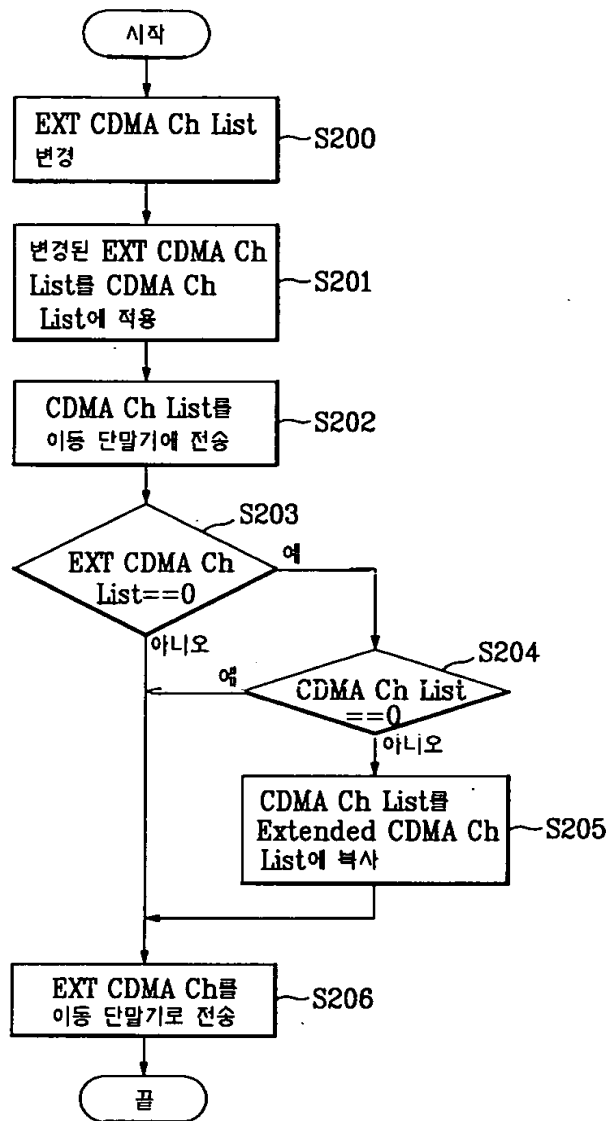 시작
EXT CDMA Ch List
변경
S200
변경된 EXT CDMA Ch
List를 CDMA Ch
List에 적용
S201
CDMA Ch List를
이동 단말기에 전송
S202
S203
EXT CDMA Ch
List==0
예
아니오
S204
CDMA Ch List
==0
예
아니오
CDMA Ch List를
Extended CDMA Ch
List에 복사
S205
EXT CDMA Ch를
이동 단말기로 전송
S206
끝